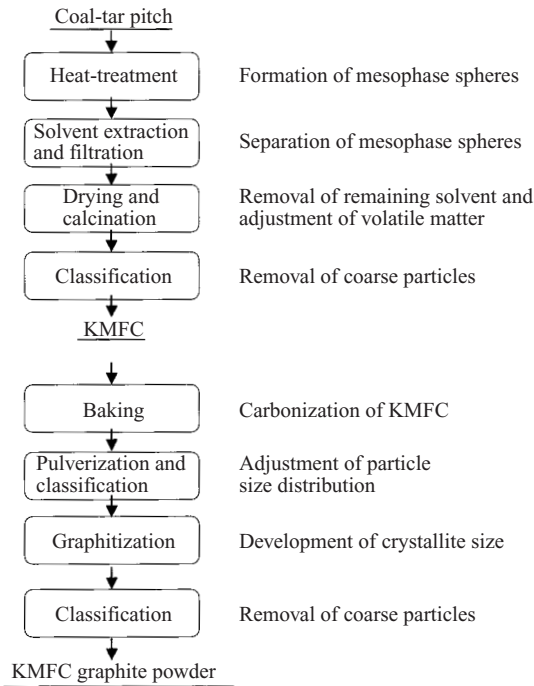 Coal-tar pitch
Heat-treatment
Formation of mesophase spheres
Solvent extraction
and filtration
Separation of mesophase spheres
Drying and
calcination
Removal of remaining solvent and
adjustment of volatile matter
Classification
Removal of coarse particles
KMFC
Baking
Carbonization of KMFC
Pulverization and
classification
Adjustment of particle
size distribution
Graphitization
Development of crystallite size
Classification
Removal of coarse particles
KMFC graphite powder